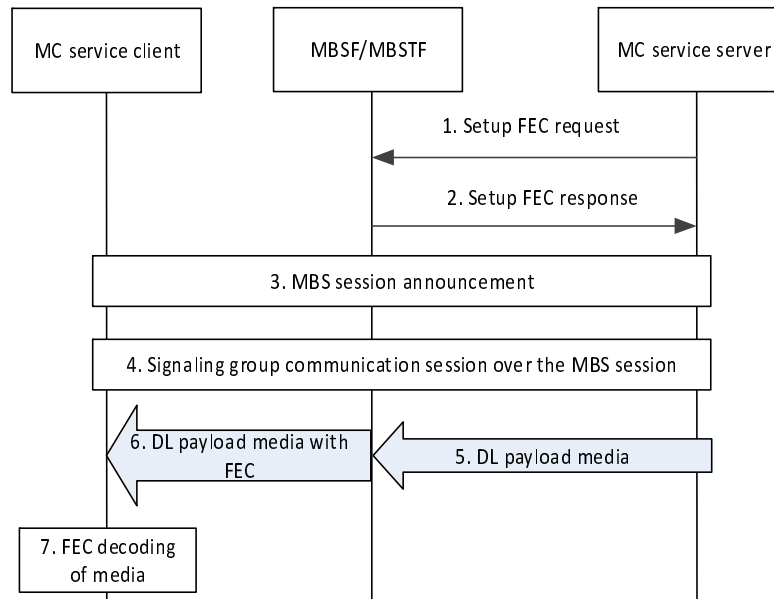 MC service client
MBSF/MBSTF
MC service server
1. Setup FEC request
2. Setup FEC response
3. MBS session announcement
4. Signaling group communication session over the MBS session
6. DL payload media with
FEC
5. DL payload media
7. FEC decoding
of media